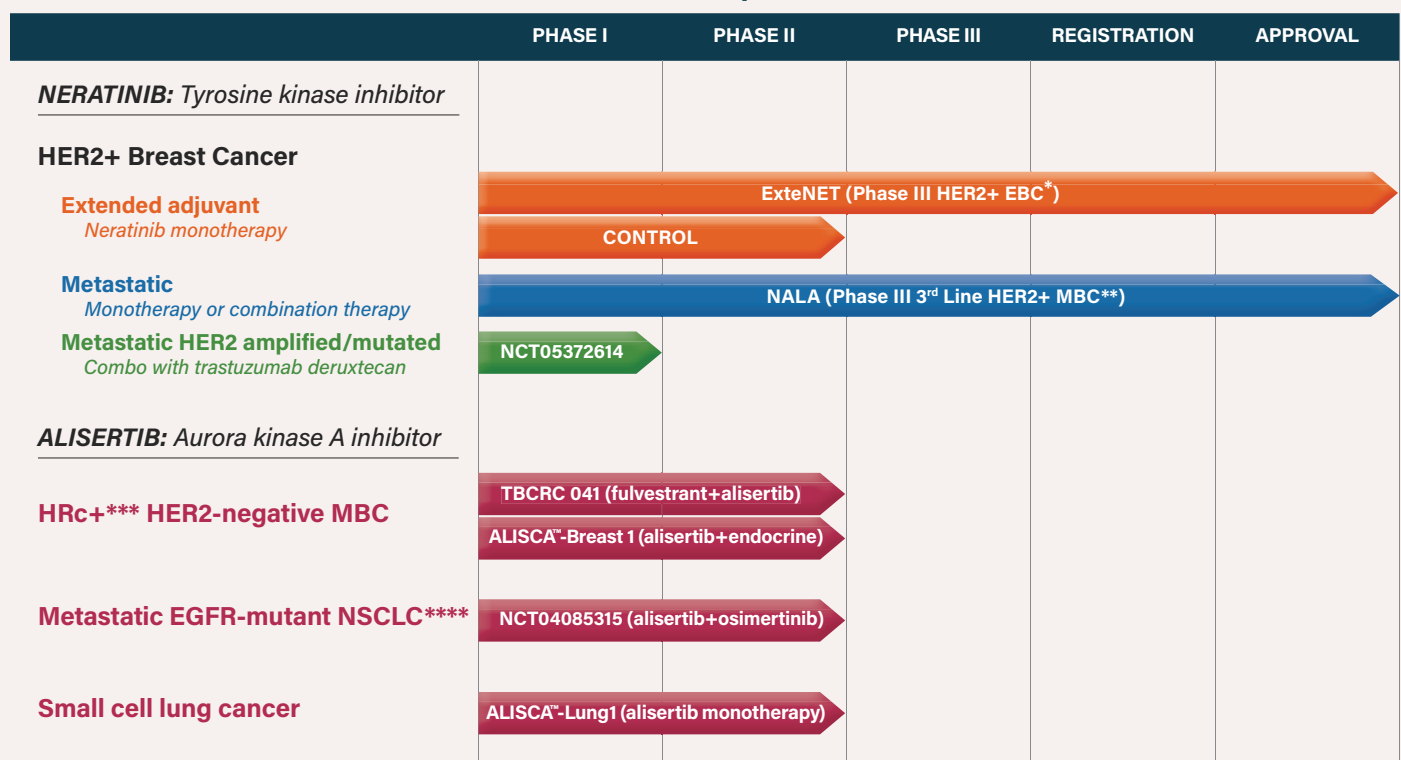 PHASE I PHASE II PHASE III REGISTRATION APPROVAL
NERATINIB: Tyrosine kinase inhibitor
HER2+ Breast Cancer
Extended adjuvant
Neratinib monotherapy
ExteNET (Phase III HER2+ EBC*)
CONTROL
Metastatic
Monotherapy or combination therapy
NALA (Phase III 3rd Line HER2+ MBC**)
Metastatic HER2 amplified/mutated
Combo with trastuzumab deruxtecan
NCT05372614
ALISERTIB: Aurora kinase A inhibitor
HRc+*** HER2-negative MBC
TBCRC 041 (fulvestrant+alisertib)
ALISCA™-Breast 1 (alisertib+endocrine)
Metastatic EGFR-mutant NSCLC****
NCT04085315 (alisertib+osimertinib)
Small cell lung cancer
ALISCA™-Lung1 (alisertib monotherapy)